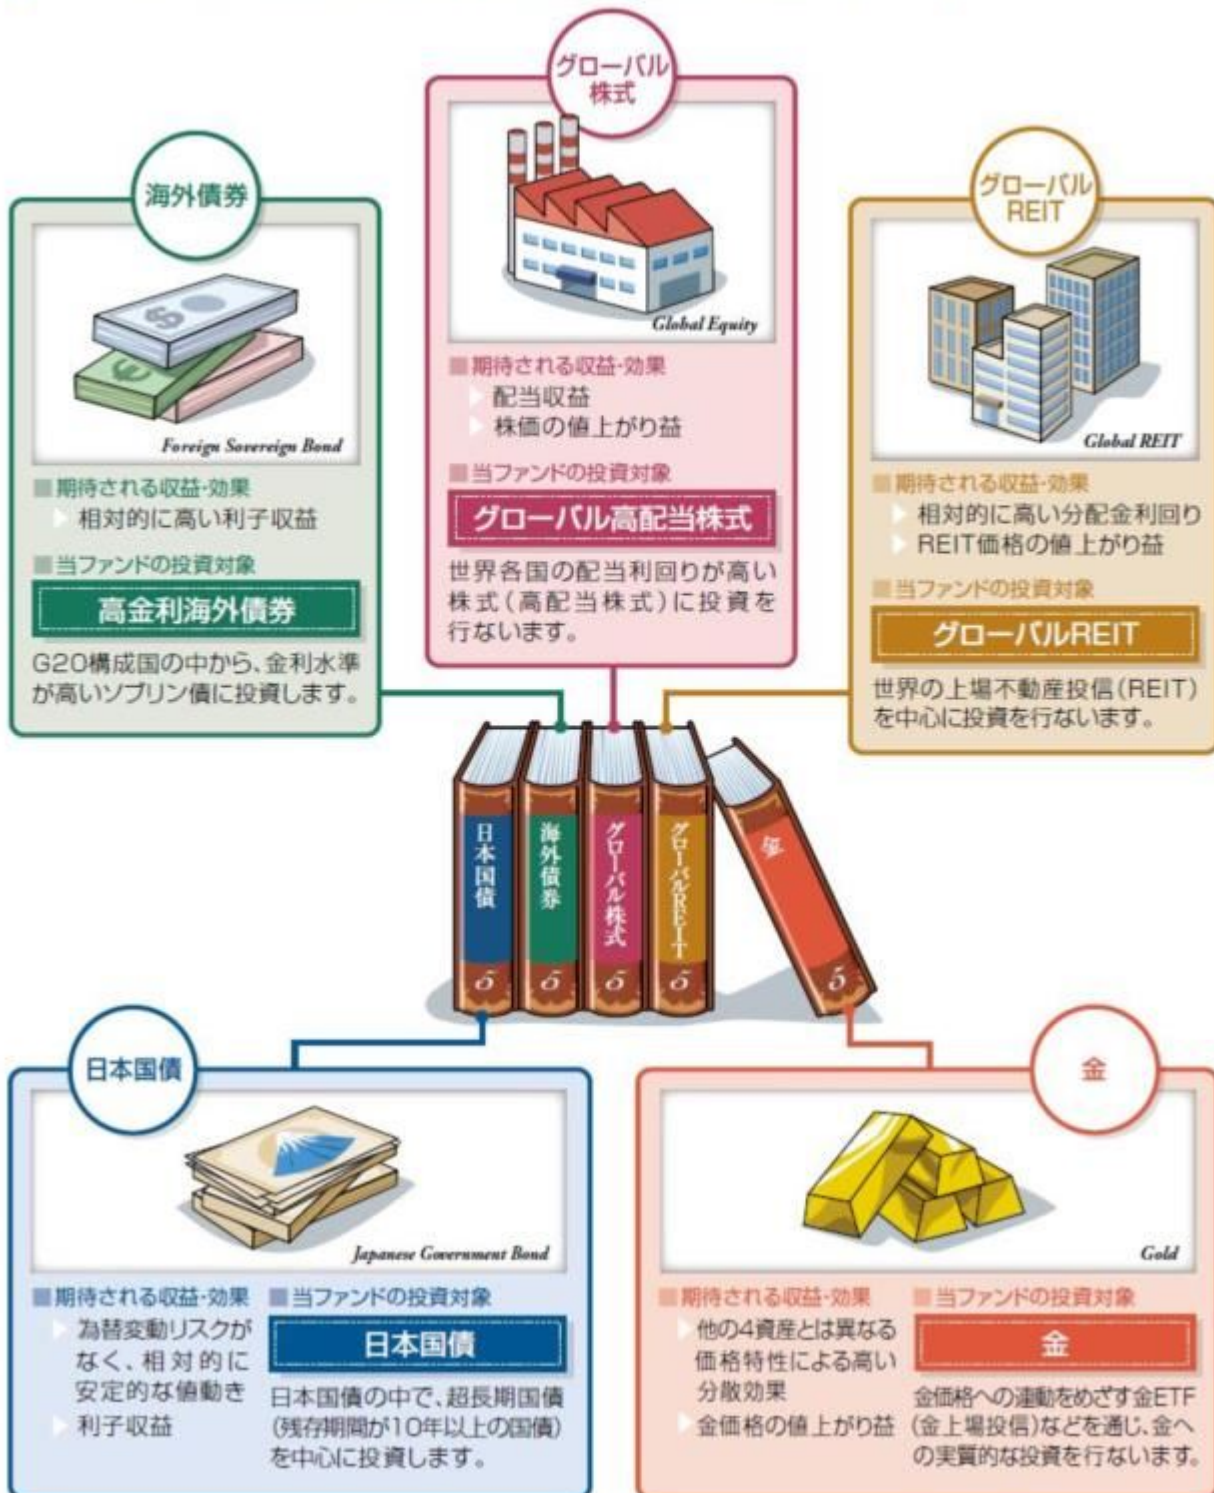 グローバル
株式
Global Equity
■期待される収益・効果
配当収益
株価の値上がり益
■当ファンドの投資対象
グローバル高配当株式
世界各国の配当利回りが高い
株式(高配当株式)に投資を
行ないます。
海外債券
Foreign Sovereign Bond
■期待される収益・効果
相対的に高い利子収益
■当ファンドの投資対象
高金利海外債券
G20構成国の中から、金利水準
が高いソブリン債に投資します。
グローバル
REIT
Global REIT
■期待される収益・効果
相対的に高い分配金利回り
REIT価格の値上がり益
■当ファンドの投資対象
グローバルREIT
世界の上場不動産投信(REIT)
を中心に投資を行ないます。
日本国債
5
海外債券
5
グローバル株式
5
グローバルREIT
5
金
5
日本国債
Japanese Government Bond
■期待される収益・効果
為替変動リスクが
なく、相対的に
安定的な値動き
利子収益
■当ファンドの投資対象
日本国債
日本国債の中で、超長期国債
(残存期間が10年以上の国債)
を中心に投資します。
金
Gold
■期待される収益・効果
他の4資産とは異なる
価格特性による高い
分散効果
金価格の値上がり益
■当ファンドの投資対象
金
金価格への連動をめざす金ETF
(金上場投信)などを通じ、金へ
の実質的な投資を行ないます。